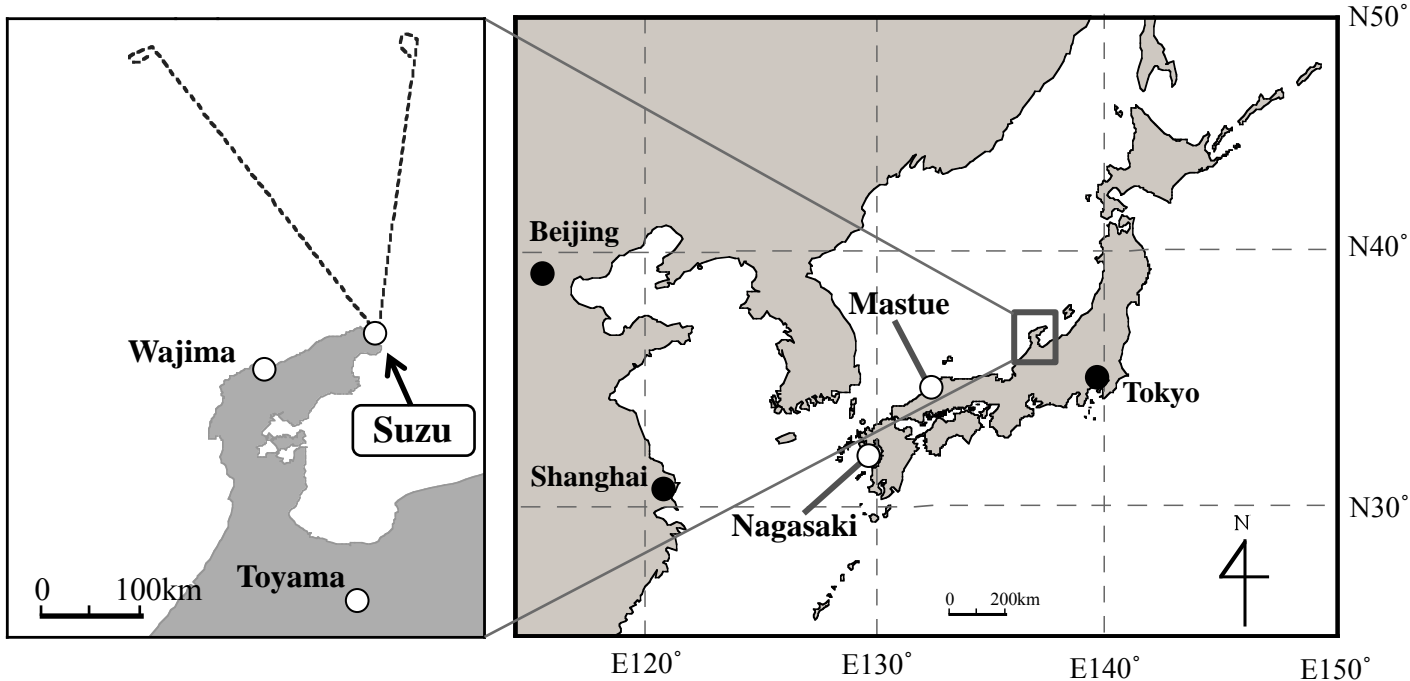 Wajima
Suzu
Toyama
0 100km
N50˚
Beijing
N40˚
Mastue
Tokyo
Shanghai
N30˚
Nagasaki
N
0 200km
E120˚
E130˚
E140˚
E150˚